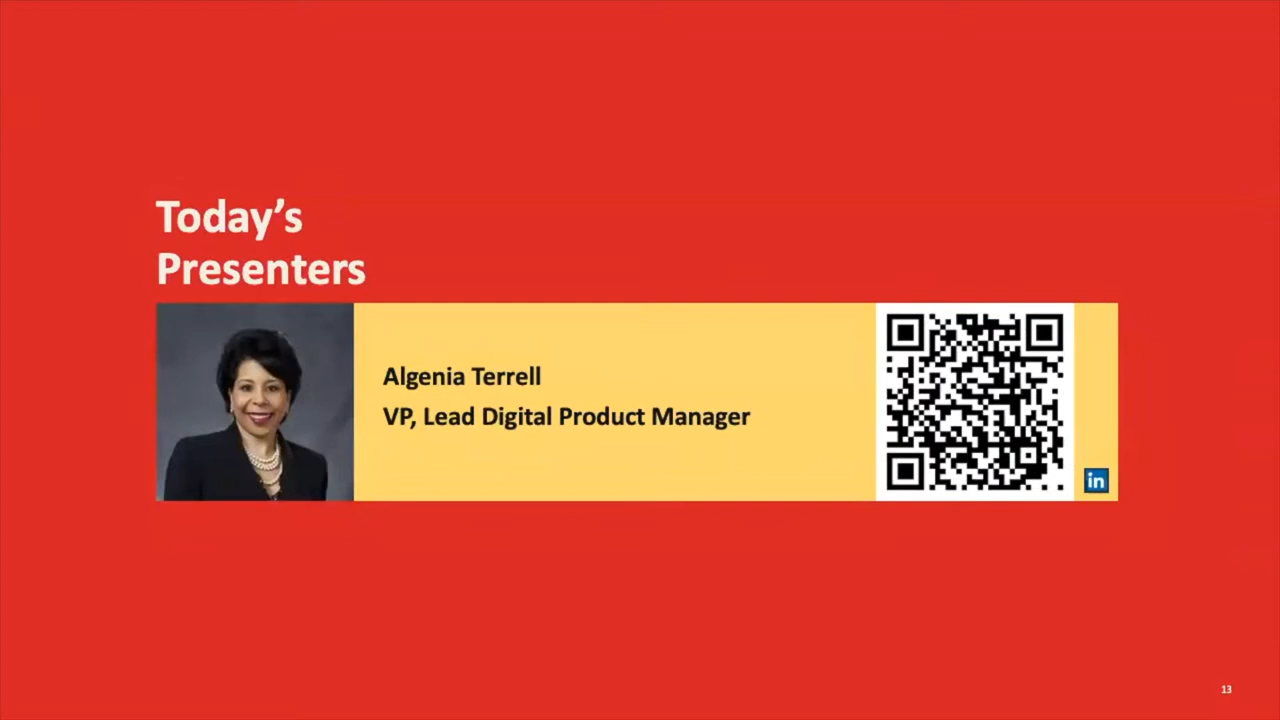 Today’s
Presenters
Algenia Terrell
VP, Lead Digital Product Manager
in
13